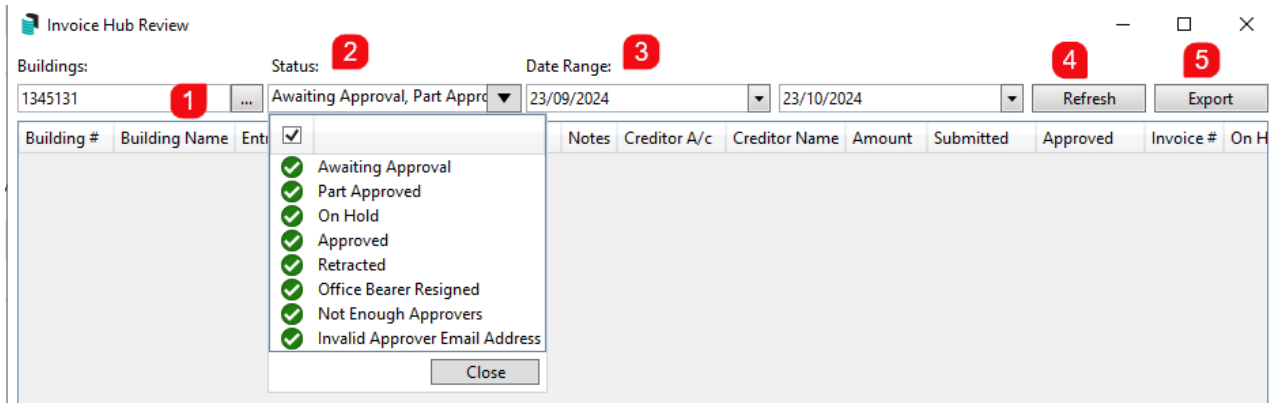 Invoice Hub Review
2
3
4
5
Buildings:
Status:
Date Range:
1345131
1
...
Awaiting Approval, Part Appro
23/09/2024
23/10/2024
Refresh
Export
Building # Building Name Ent Notes Creditor A/c Creditor Name Amount Submitted Approved Invoice # On H
Awaiting Approval
Part Approved
On Hold
Approved
Retracted
Office Bearer Resigned
Not Enough Approvers
Invalid Approver Email Address
Close